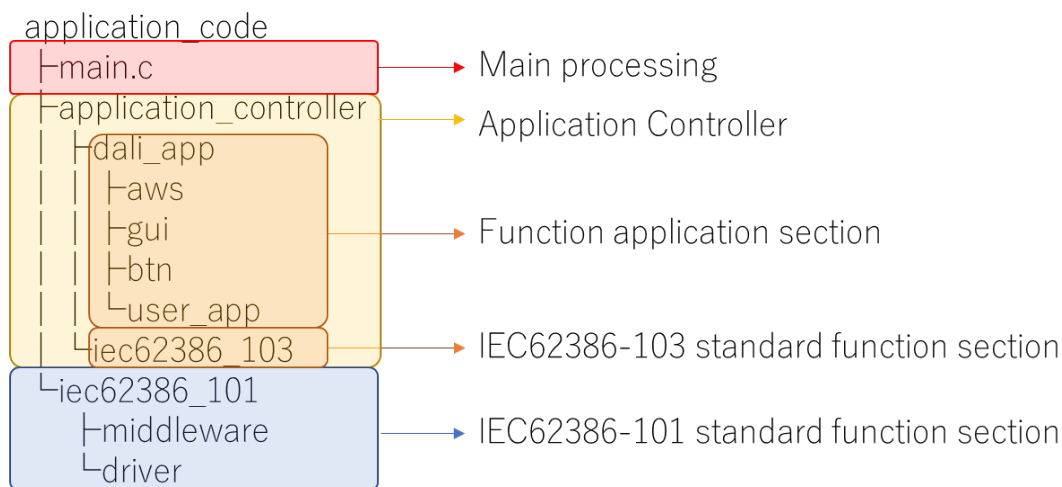 application_code
├main.c
Main processing
├application_controller
Application Controller
│ ├dali_app
│ │ ├aws
│ │ ├gui
Function application section
│ │ ├btn
│ │ └user_app
│ └iec62386_103
IEC62386-103 standard function section
└iec62386_101
├middleware
IEC62386-101 standard function section
└driver